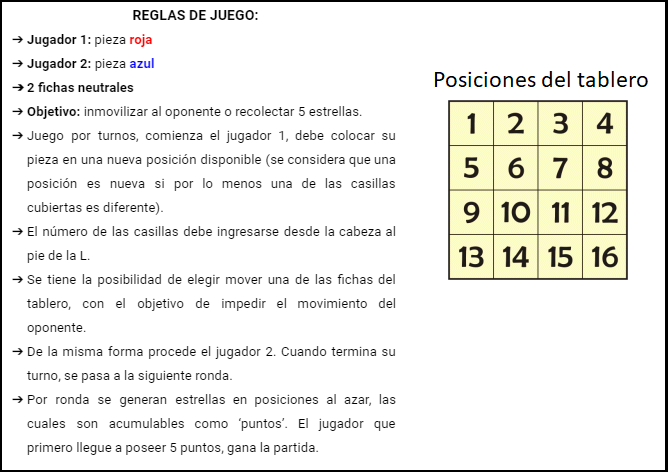 REGLAS DE JUEGO:
➔ Jugador 1: pieza roja
➔ Jugador 2: pieza azul
➔ 2 fichas neutrales
➔ Objetivo: inmovilizar al oponente o recolectar 5 estrellas.
➔ Juego por turnos, comienza el jugador 1, debe colocar su
pieza en una nueva posición disponible (se considera que una
posición es nueva si por lo menos una de las casillas
cubiertas es diferente).
➔ El número de las casillas debe ingresarse desde la cabeza al
pie de la L.
➔ Se tiene la posibilidad de elegir mover una de las fichas del
tablero, con el objetivo de impedir el movimiento del
oponente.
➔ De la misma forma procede el jugador 2. Cuando termina su
turno, se pasa a la siguiente ronda.
➔ Por ronda se generan estrellas en posiciones al azar, las
cuales son acumulables como ‘puntos’. El jugador que
primero llegue a poseer 5 puntos, gana la partida.
Posiciones del tablero
1 2 3 4
5 6 7 8
9 10 11 12
13 14 15 16